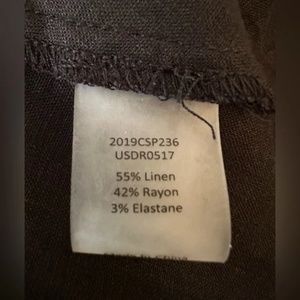 2019CSP236
USDR0517
55% Linen
42% Rayon
3% Elastane